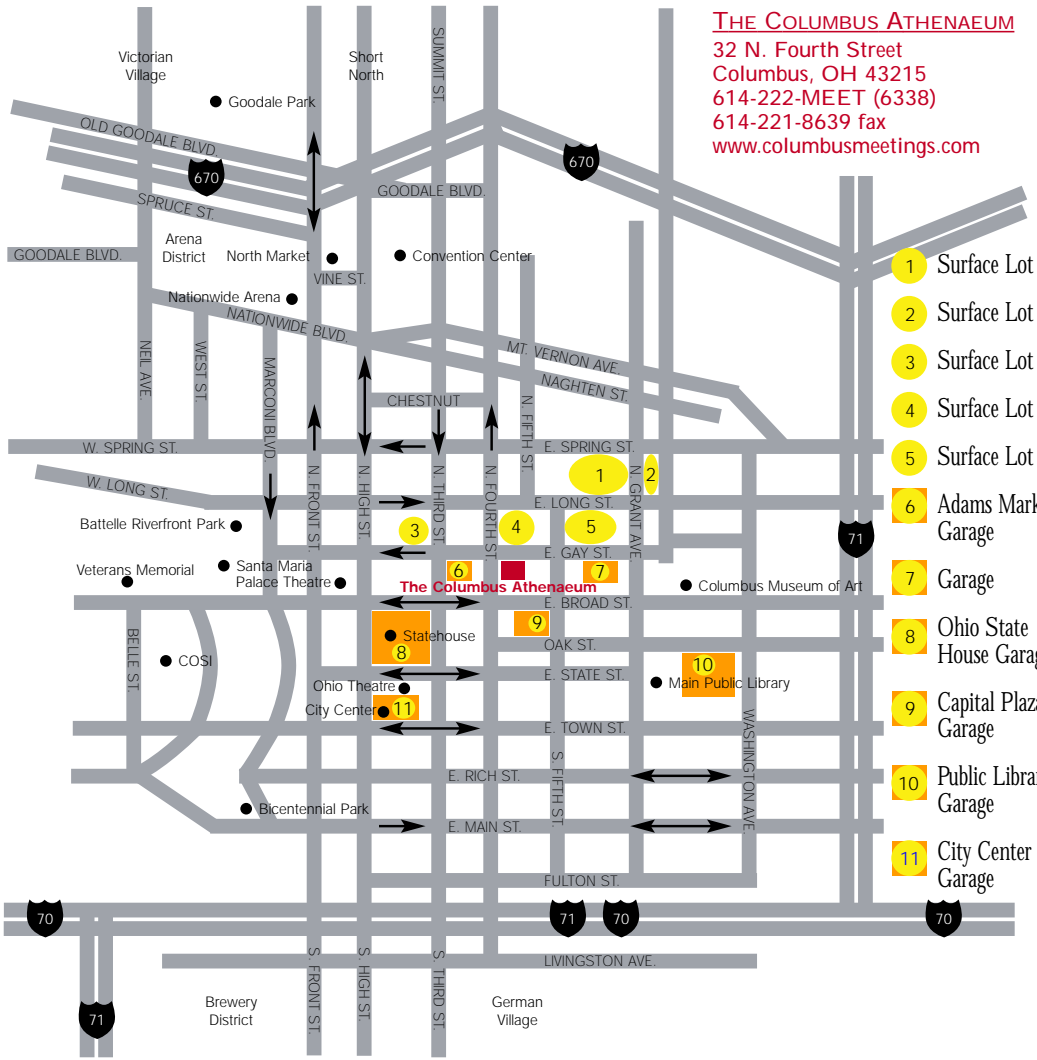 THE COLUMBUS ATHENAEUM
32 N. Fourth Street
Columbus, OH 43215
614-222-MEET (6338)
614-221-8639 fax
www.columbusmeetings.com
Victorian
Village
Short
North
SUMMIT ST.
Goodale Park
OLD GOODALE BLVD.
670
670
GOODALE BLVD.
SPRUCE ST.
Arena
District
GOODALE BLVD.
North Market
Convention Center
VINE ST.
Nationwide Arena
NATIONWIDE BLVD.
MT. VERNON AVE.
NAGHTEN ST.
NEIL AVE.
WEST ST.
MARCONI BLVD.
CHESTNUT
N. FIFTH ST.
W. SPRING ST.
E. SPRING ST.
1
2
W. LONG ST.
N. FRONT ST.
N. HIGH ST.
N. THIRD ST.
N. FOURTH ST.
N. GRANT AVE.
E. LONG ST.
Battelle Riverfront Park
3
4
5
71
E. GAY ST.
Veterans Memorial
Santa Maria
Palace Theatre
6
7
The Columbus Athenaeum
Columbus Museum of Art
E. BROAD ST.
9
BELLE ST.
COSI
Statehouse
8
OAK ST.
10
E. STATE ST.
Ohio Theatre
Main Public Library
City Center
11
E. TOWN ST.
S. FIFTH ST.
WASHINGTON AVE.
E. RICH ST.
Bicentennial Park
E. MAIN ST.
FULTON ST.
70
71
70
70
LIVINGSTON AVE.
S. FRONT ST.
S. HIGH ST.
S. THIRD ST.
71
Brewery
District
German
Village
1 Surface Lot
2 Surface Lot
3 Surface Lot
4 Surface Lot
5 Surface Lot
6 Adams Mark
Garage
7 Garage
8 Ohio State
House Garag
9 Capital Plaza
Garage
10 Public Librar
Garage
11 City Center
Garage